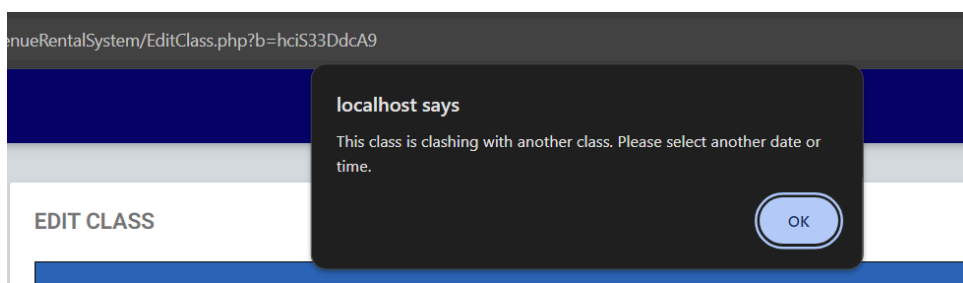 enueRentalSystem/EditClass.php?b=hciS33DdcA9
localhost says
This class is clashing with another class. Please select another date or
time.
OK
EDIT CLASS